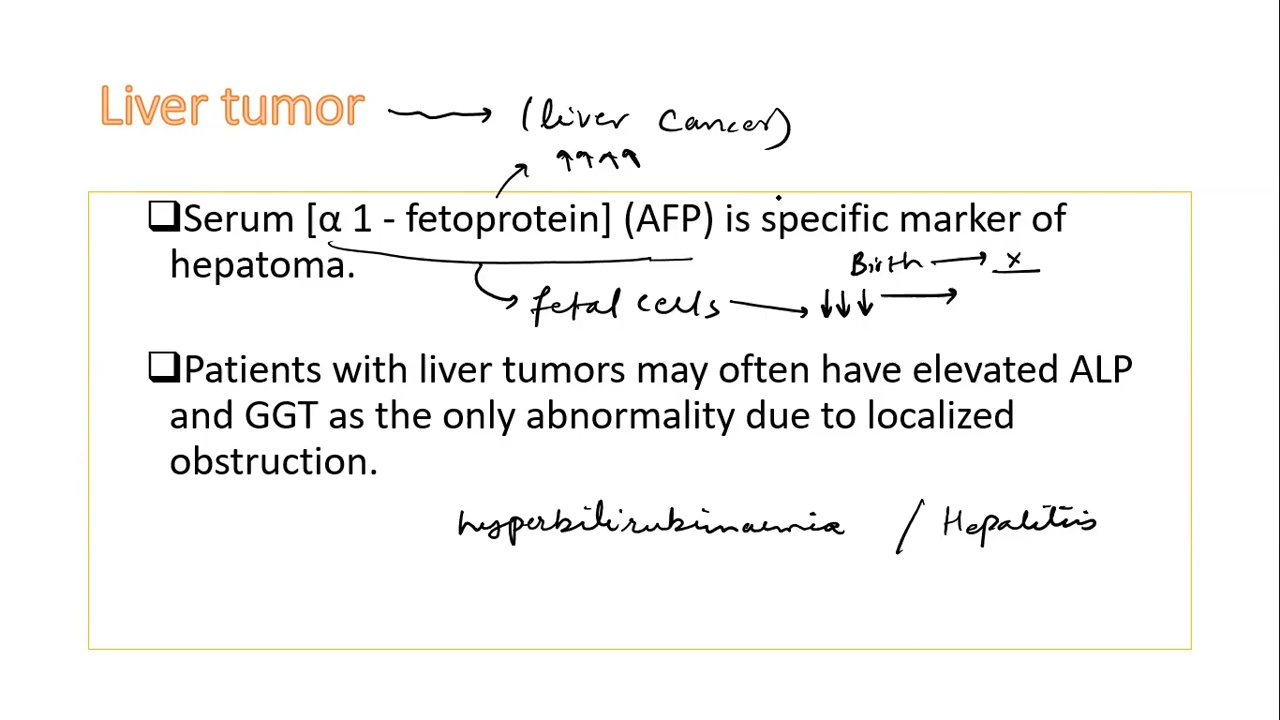 Liver tumor → (liver cancer)
↑↑↑↑
❑Serum [α 1 - fetoprotein] (AFP) is specific marker of
hepatoma.
Birth → x
fetal cells → ↓↓↓ →
❑Patients with liver tumors may often have elevated ALP
and GGT as the only abnormality due to localized
obstruction.
hyperbilirubinaemia / Hepatitis